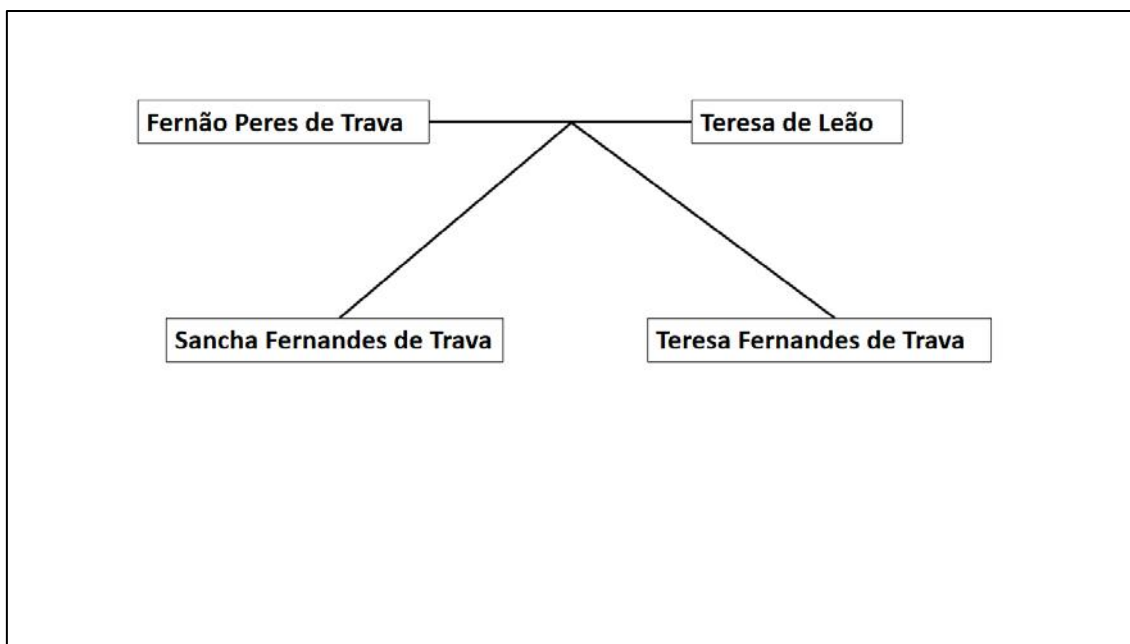 Fernão Peres de Trava
Teresa de Leão
Sancha Fernandes de Trava
Teresa Fernandes de Trava